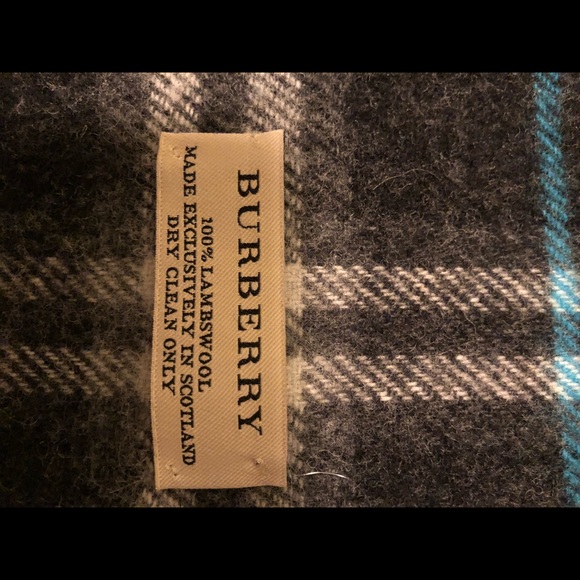 BURBERRY
100% LAMBSWOOL
MADE EXCLUSIVELY IN SCOTLAND
DRY CLEAN ONLY